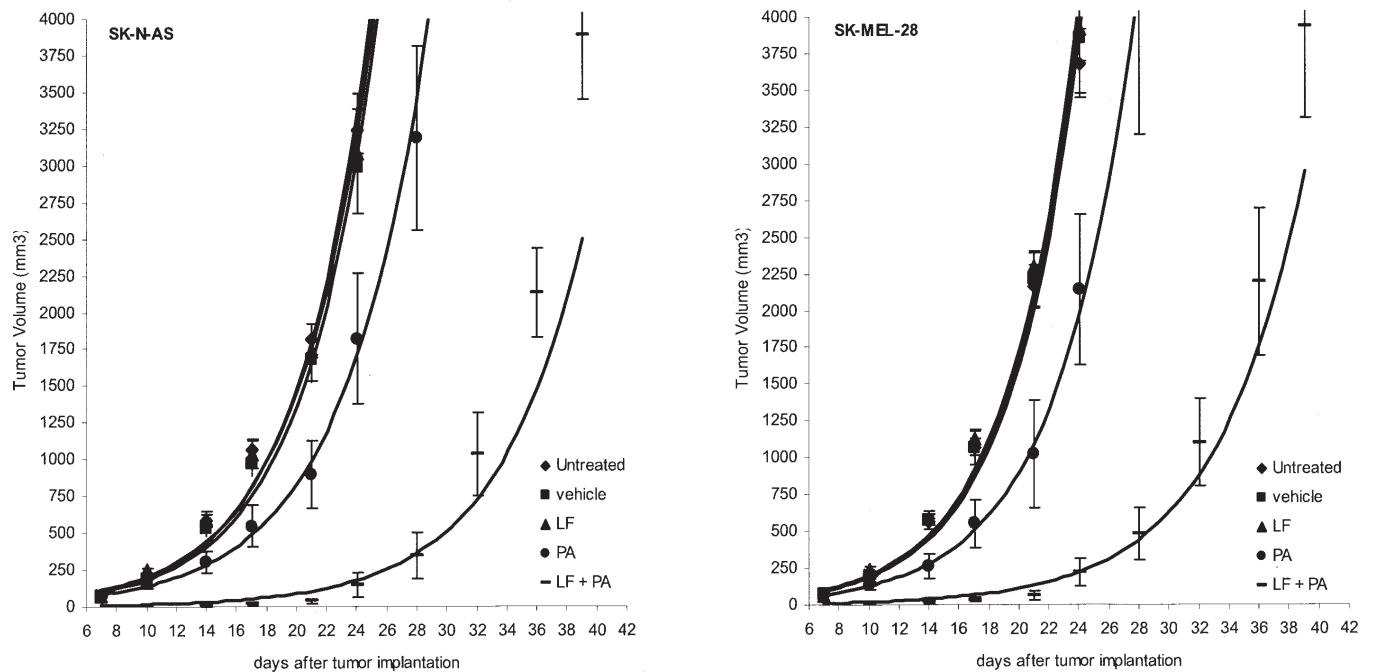 SK-N-AS
Tumor Volume (mm3)
4000
3750
3500
3250
3000
2750
2500
2250
2000
1750
1500
1250
1000
750
500
250
0
6 8 10 12 14 16 18 20 22 24 26 28 30 32 34 36 38 40 42
days after tumor implantation
Untreated
vehicle
LF
PA
LF + PA
SK-MEL-28
Tumor Volume (mm3)
4000
3750
3500
3250
3000
2750
2500
2250
2000
1750
1500
1250
1000
750
500
250
0
6 8 10 12 14 16 18 20 22 24 26 28 30 32 34 36 38 40 42
days after tumor implantation
Untreated
vehicle
LF
PA
LF + PA